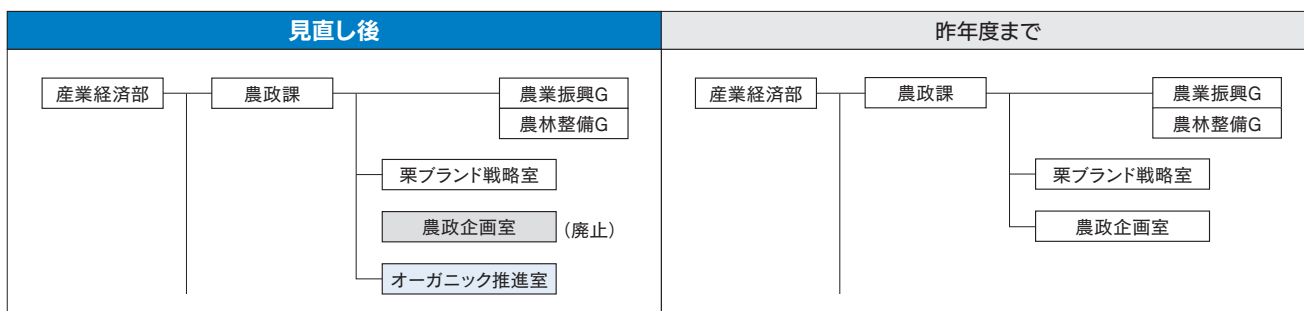 見直し後
産業経済部
農政課
農業振興G
農林整備G
栗ブランド戦略室
農政企画室 (廃止)
オーガニック推進室
昨年度まで
産業経済部
農政課
農業振興G
農林整備G
栗ブランド戦略室
農政企画室